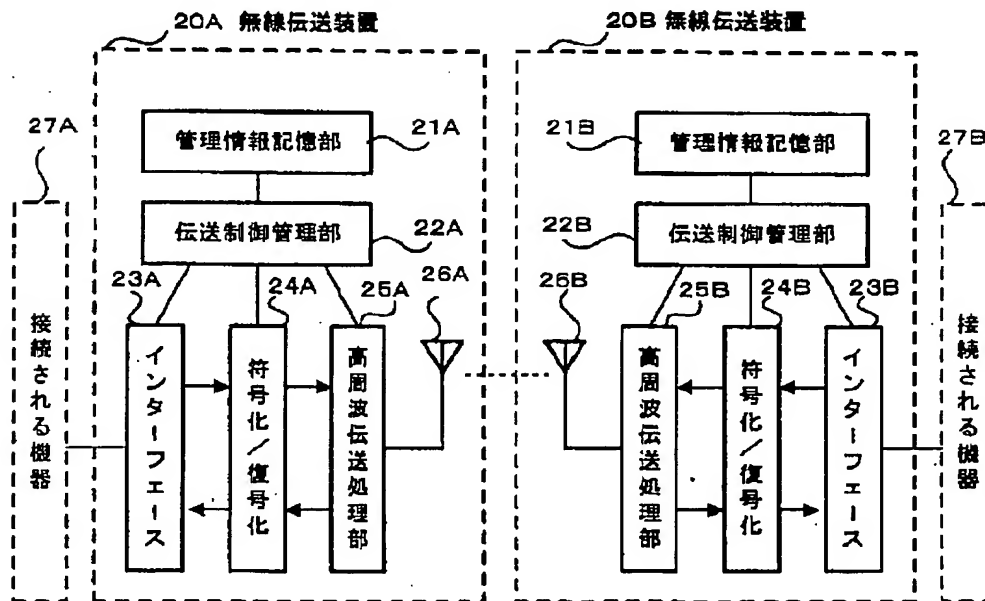 20A 無線伝送装置
20B 無線伝送装置
27A
管理情報記憶部
21A
21B
管理情報記憶部
27B
伝送制御管理部
22A
22B
伝送制御管理部
23A
24A
25A
26A
26B
25B
24B
23B
接続される機器
インターフェース
符号化/復号化
高周波伝送処理部
高周波伝送処理部
符号化/復号化
インターフェース
接続される機器